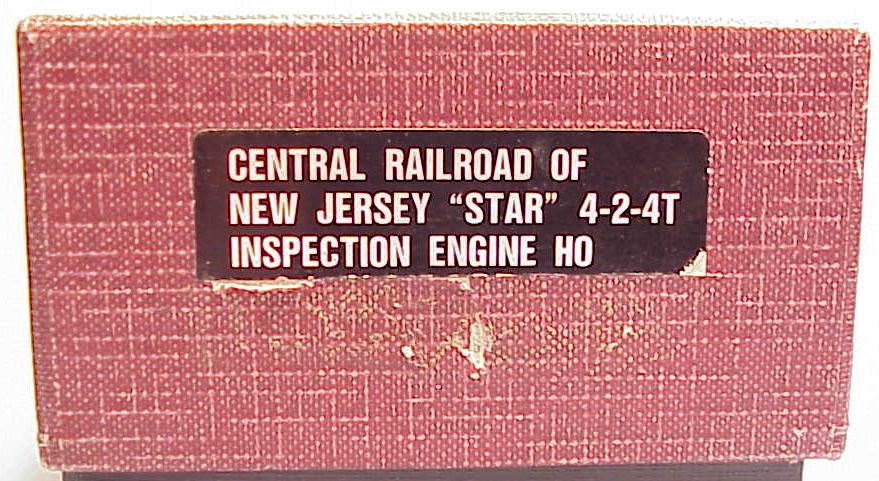 CENTRAL RAILROAD OF
NEW JERSEY “STAR” 4-2-4T
INSPECTION ENGINE HO